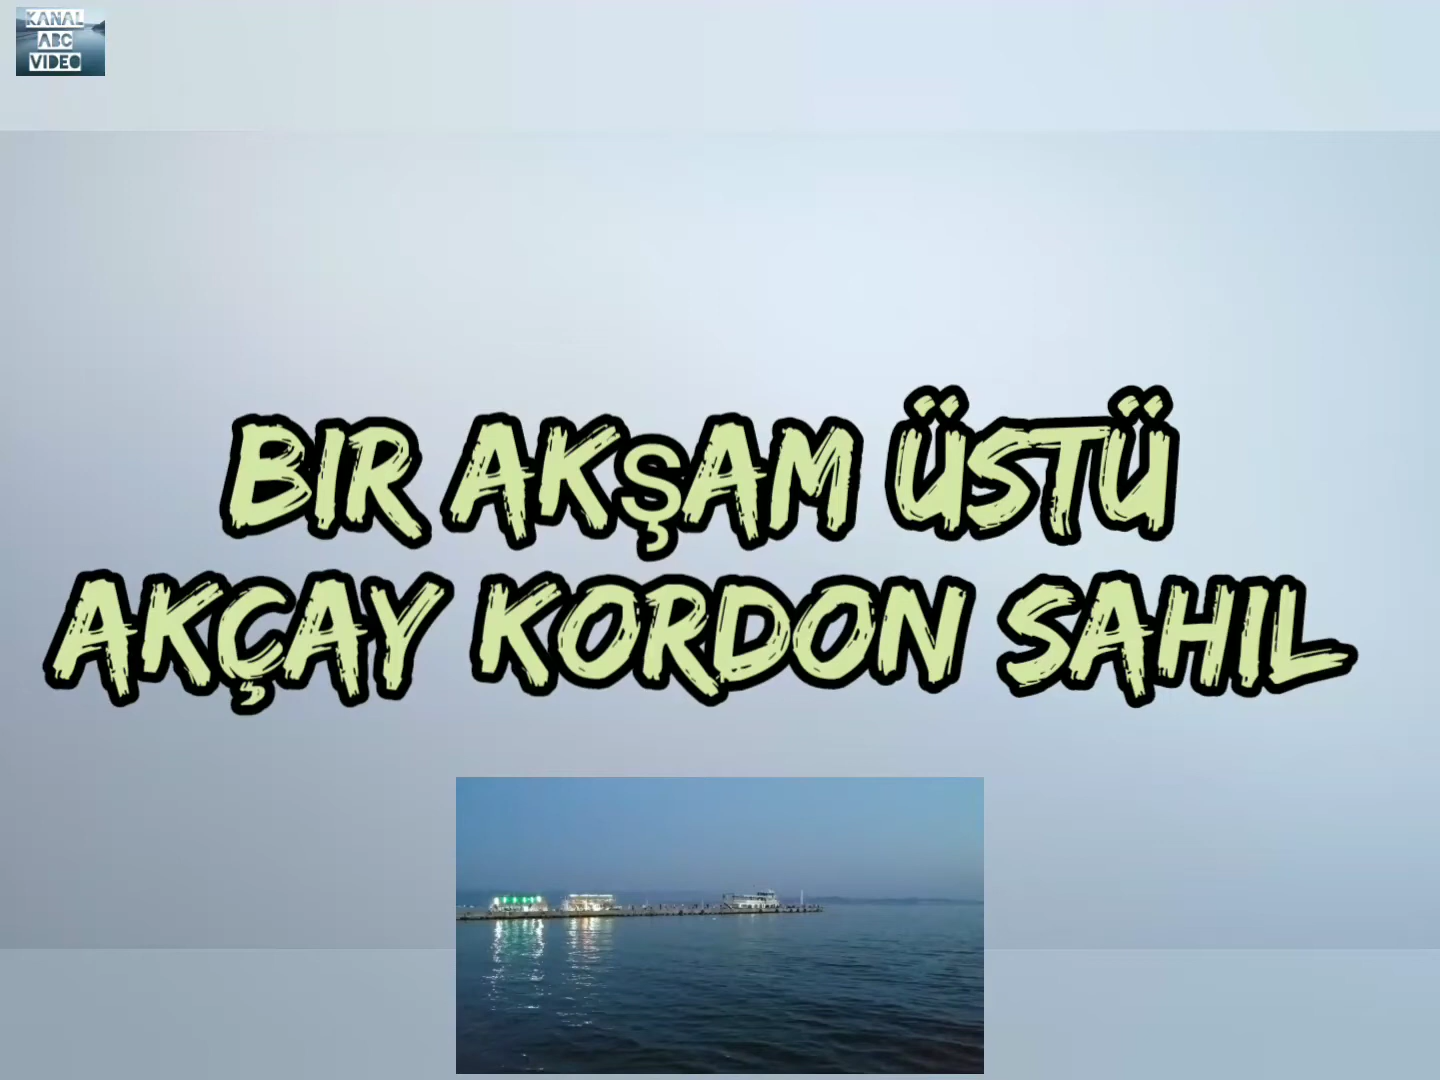 KANAL
ABC
VIDEO
BIR AKŞAM ÜSTÜ
AKÇAY KORDON SAHIL